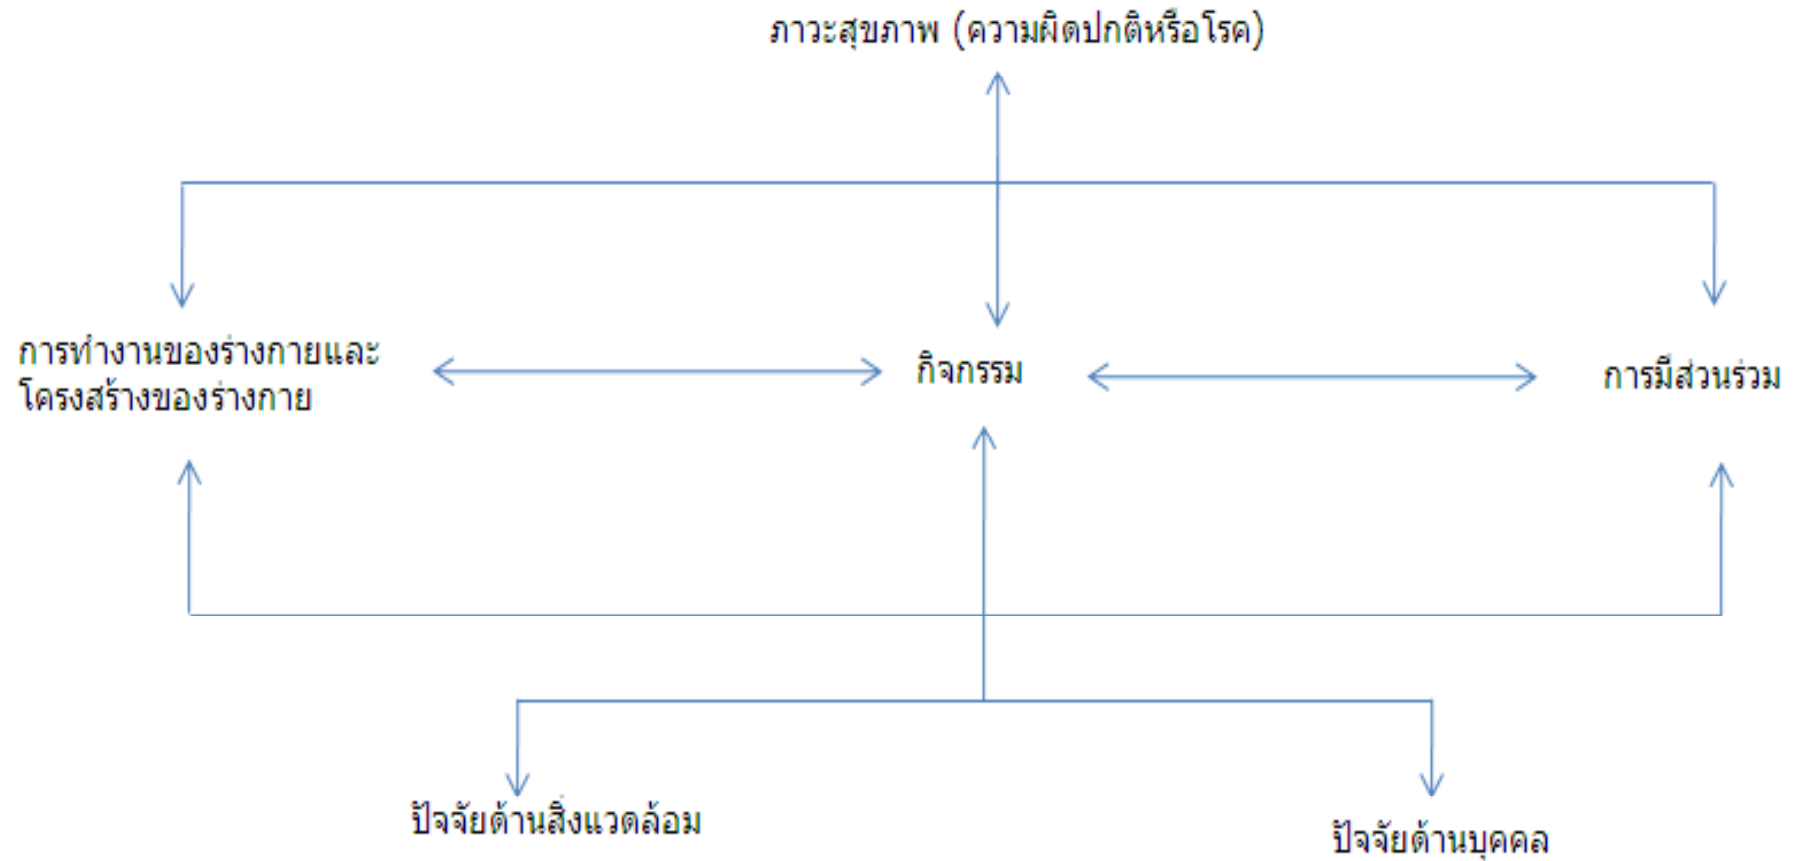 ภาวะสุขภาพ (ความผิดปกติหรือโรค)
การทำงานของร่างกายและ
โครงสร้างของร่างกาย
กิจกรรม
การมีส่วนร่วม
ปัจจัยด้านสิ่งแวดล้อม
ปัจจัยด้านบุคคล